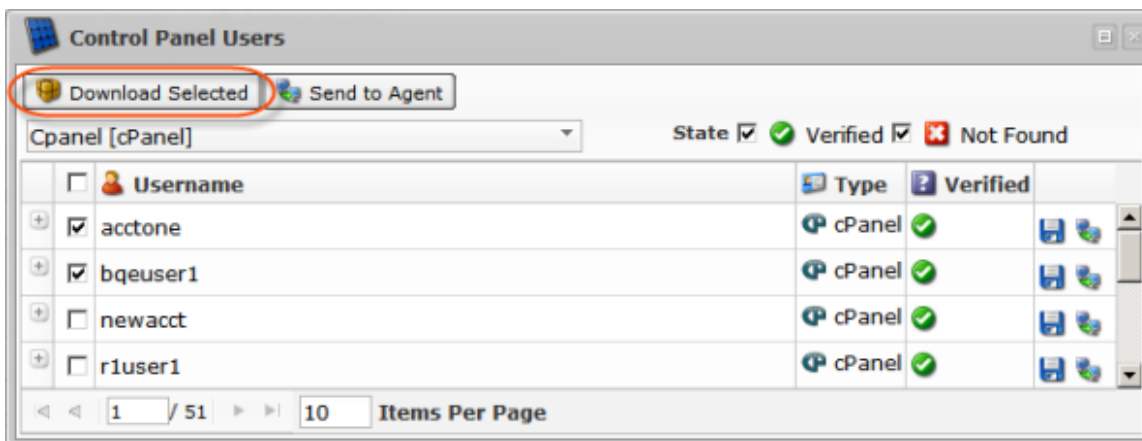 Control Panel Users
Download Selected Send to Agent
Cpanel [cPanel] State Verified Not Found
Username Type Verified
acctone cPanel
bqeuser1 cPanel
newacct cPanel
r1user1 cPanel
1 / 51 10 Items Per Page